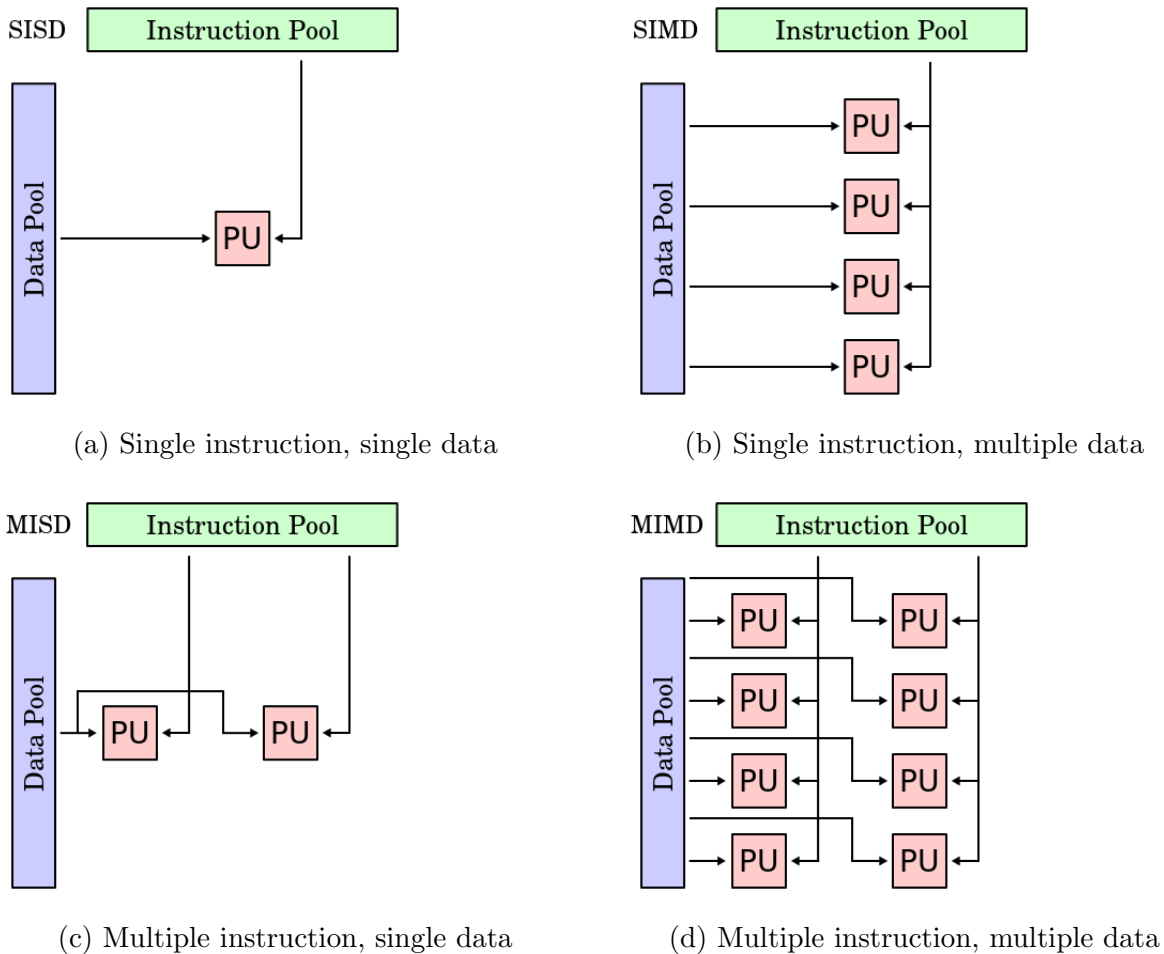 SISD
Instruction Pool
Data Pool
PU
(a) Single instruction, single data
SIMD
Instruction Pool
Data Pool
PU
PU
PU
PU
(b) Single instruction, multiple data
MISD
Instruction Pool
Data Pool
PU
PU
(c) Multiple instruction, single data
MIMD
Instruction Pool
Data Pool
PU
PU
PU
PU
PU
PU
PU
PU
(d) Multiple instruction, multiple data